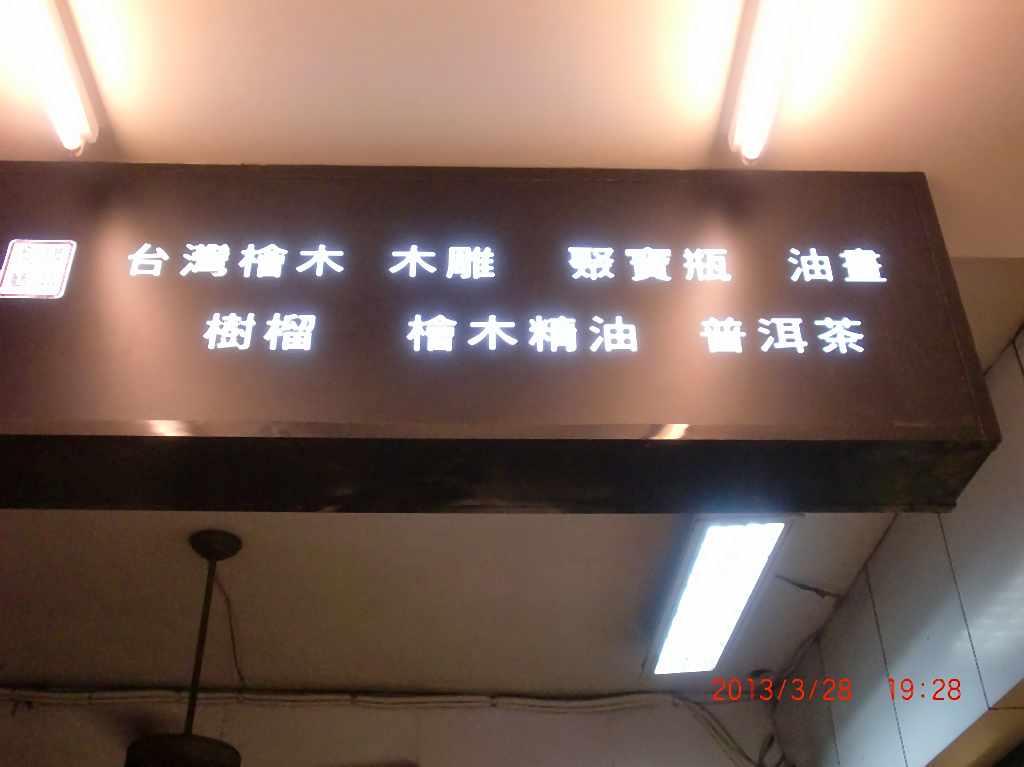 台灣檜木 木雕 聚寶瓶 油畫
樹榴 檜木精油 普洱茶
2013/3/28 19:28